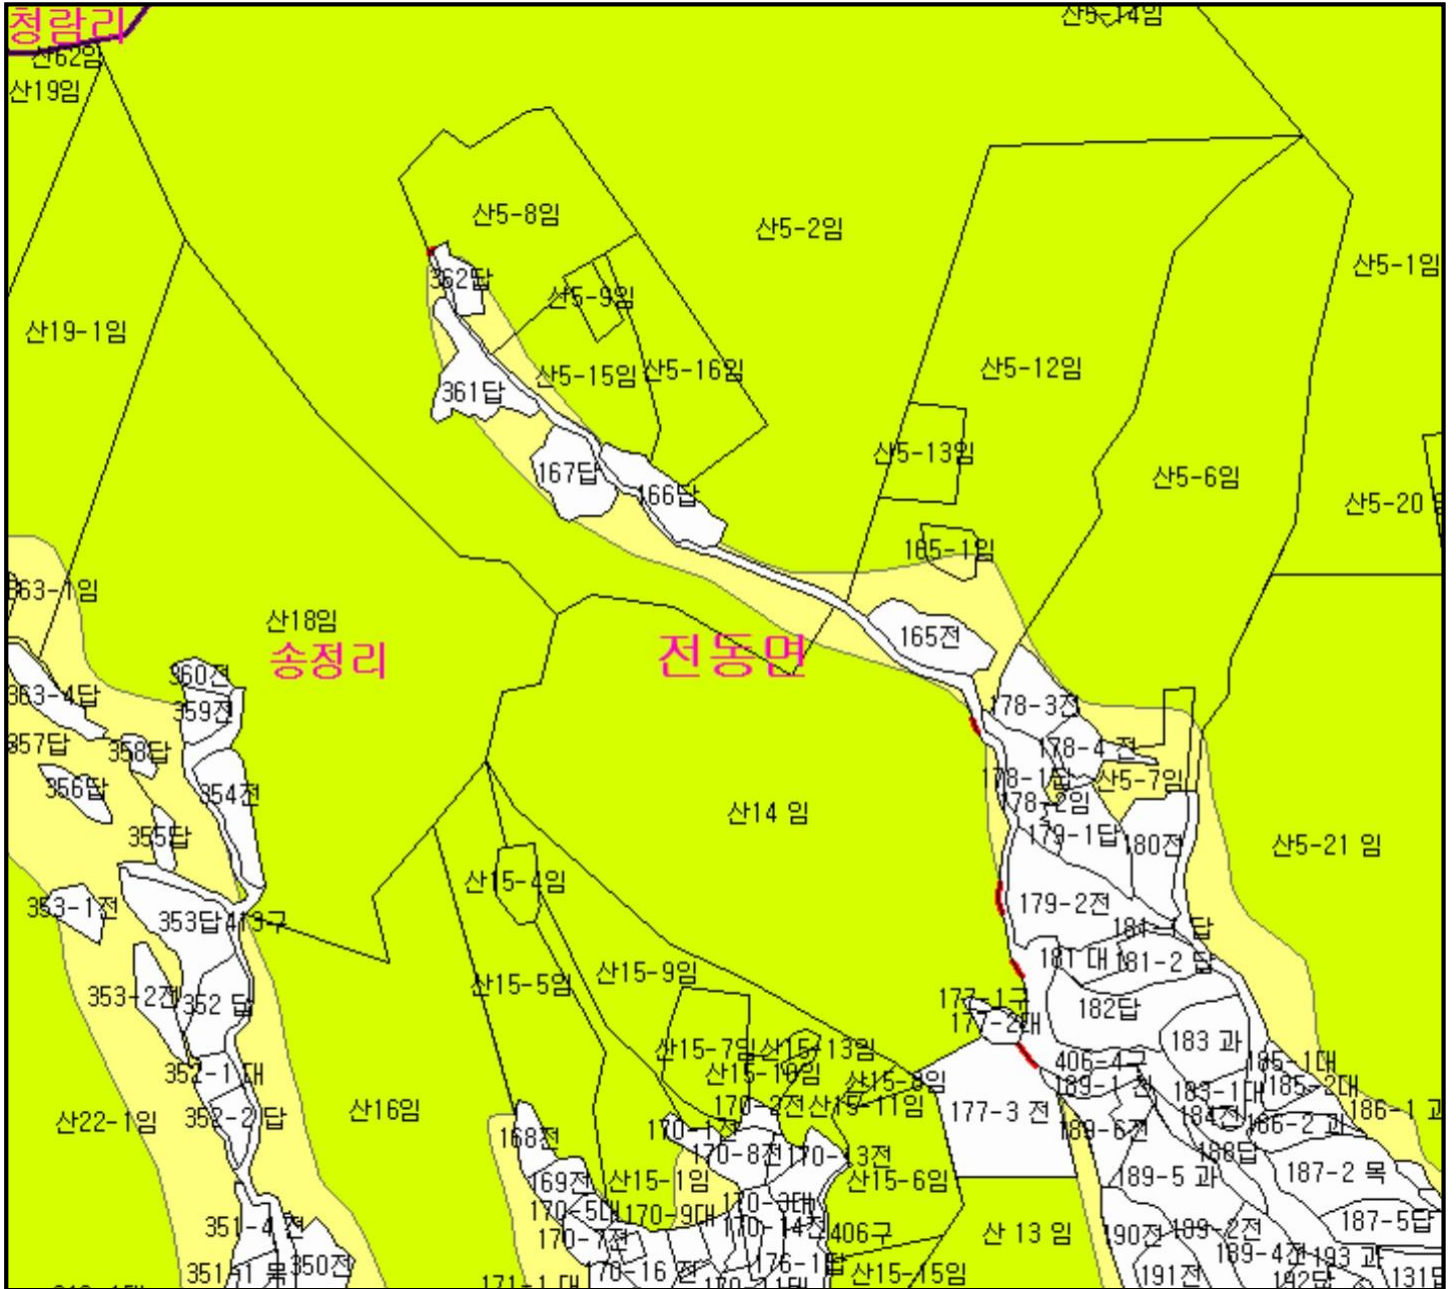 청람리
산5-14임
산62임
산19임
산5-8임
산5-2임
산5-1임
362답
산5-9임
산19-1임
산5-15임
산5-16임
산5-12임
361답
산5-13임
167답
166답
산5-6임
산5-20
165-1임
363-1임
산18임
송정리
전동면
165전
360전
363-4답
359전
178-3전
357답
358답
178-4 전
356답
354전
178-1답
산5-7임
178-2임
산14 임
355답
179-1답
180전
산5-21 임
산15-4임
353-1전
353답
413구
179-2전
181-1 답
181 대
181-2 답
산15-5임
산15-9임
353-2전
352 답
177-1구
182답
177-2대
183 과
산15-7임
산15-13임
406-4구
185-1대
352-1 대
산15-10임
산15-8임
189-1 전
183-1대
185-2대
산22-1임
352-2 답
산16임
170-2전
산15-11임
177-3 전
184전
186-2 과
186-1 과
168전
170-1전
189-6전
188답
170-8전
170-13전
169전
산15-1임
산15-6임
189-5 과
187-2 목
170-5대
170-9대
170-3대
351-4 전
170-7전
170-14전
406구
산 13 임
190전
189-2전
187-5답
350전
170-16 전
176-1답
산15-15임
191전
189-4전
193 과
171-1 대
192답